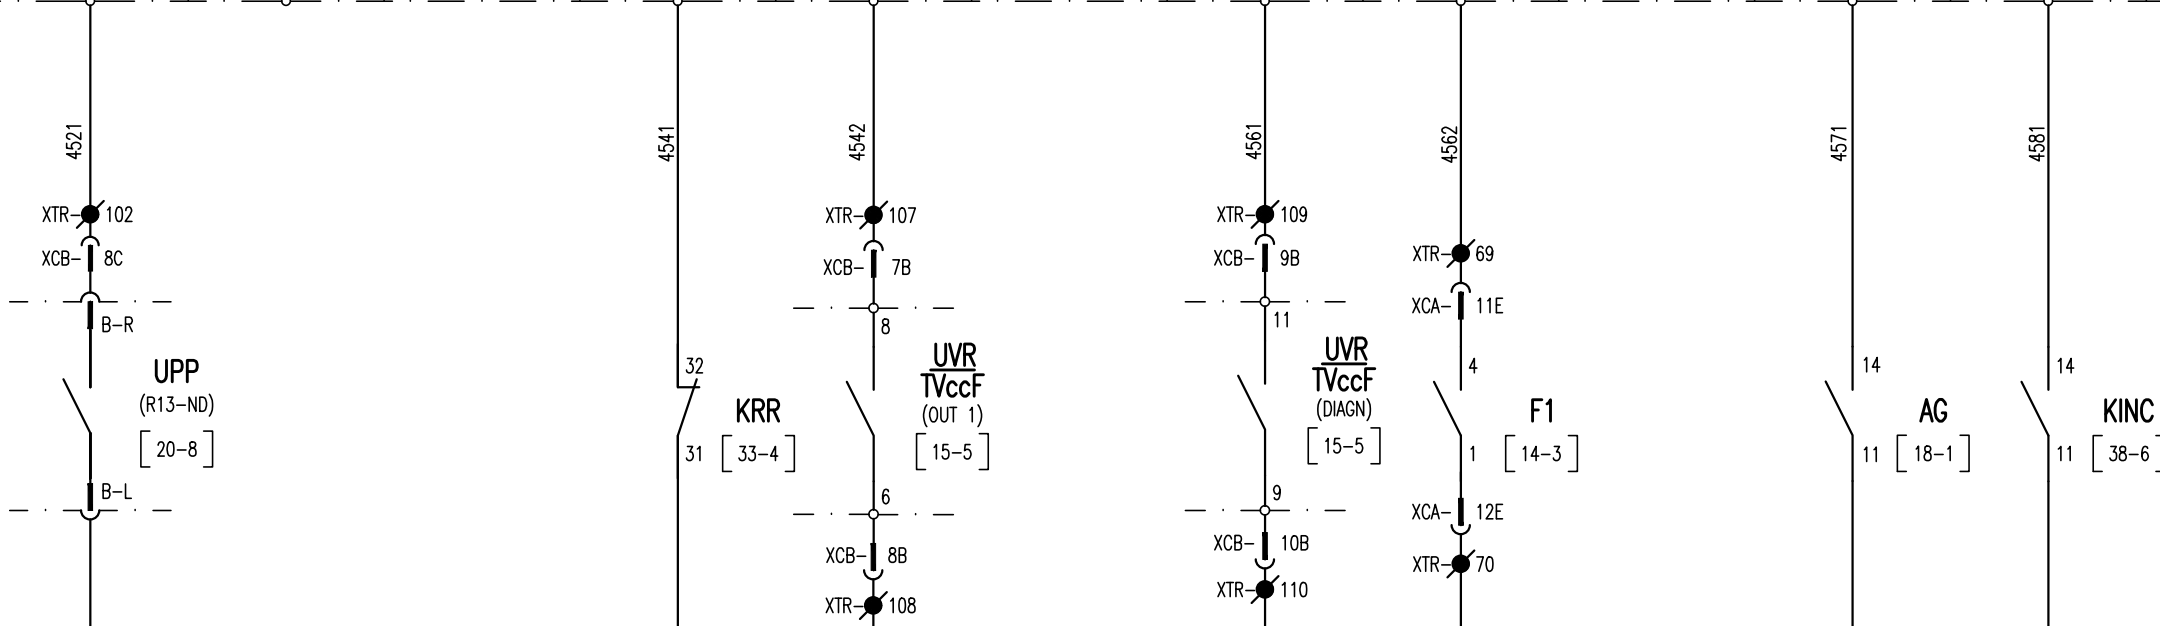 4521
4541
4542
4561
4562
4571
4581
XTR- 102
XTR- 107
XTR- 109
XTR- 69
XCB- 8C
XCB- 7B
XCB- 9B
XCA- 11E
B-R
8
11
UPP
(R13-ND)
[20-8]
32
KRR
31 [33-4]
UVR
TVccF
(OUT 1)
[15-5]
UVR
TVccF
(DIAGN)
[15-5]
4
F1
1 [14-3]
14
AG
11 [18-1]
14
KINC
11 [38-6]
B-L
6
9
XCB- 8B
XCB- 10B
XCA- 12E
XTR- 108
XTR- 110
XTR- 70